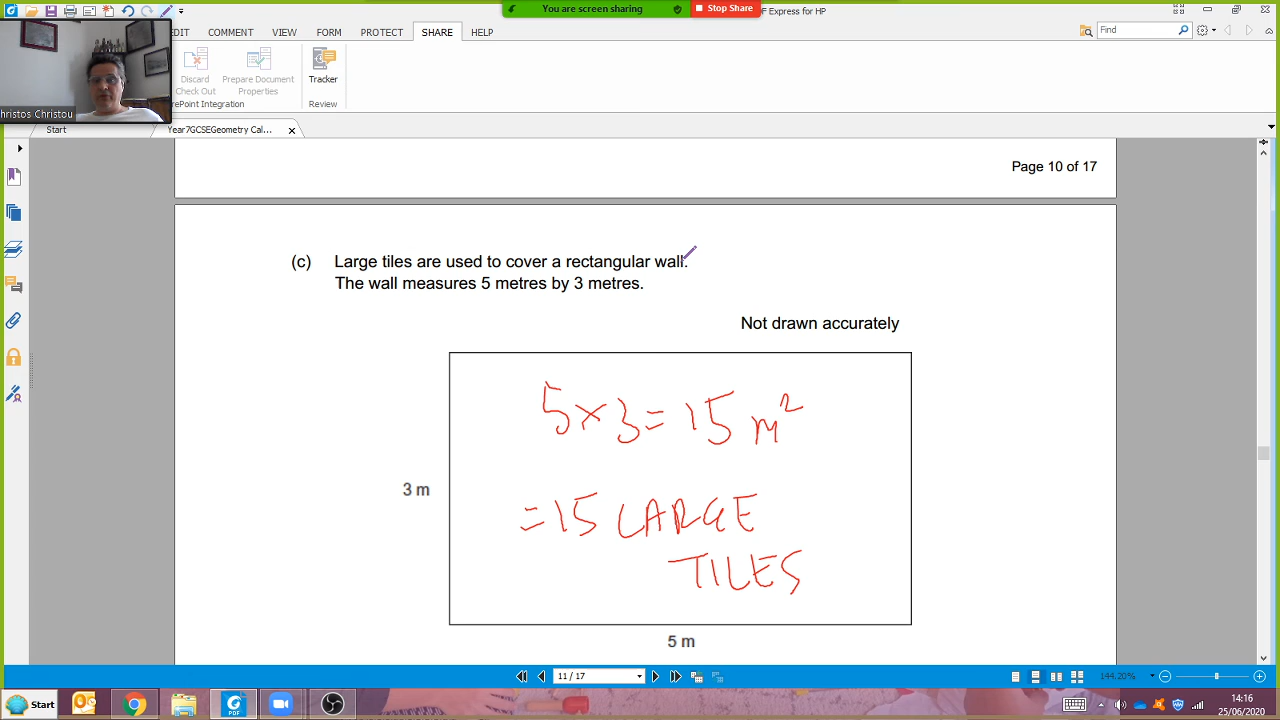 You are screen sharing
Stop Share
F Express for HP
EDIT COMMENT VIEW FORM PROTECT SHARE HELP
Find
Discard
Check Out
Prepare Document
Properties
Tracker
rePoint Integration
Review
hristos Christou
Start
Year7GCSEGeometry Cal...
Page 10 of 17
(c) Large tiles are used to cover a rectangular wall.
The wall measures 5 metres by 3 metres.
Not drawn accurately
5 × 3 = 15 m²
3 m
= 15 LARGE
TILES
5 m
11 / 17
144.20%
Start
PDF
14:16
25/06/2020